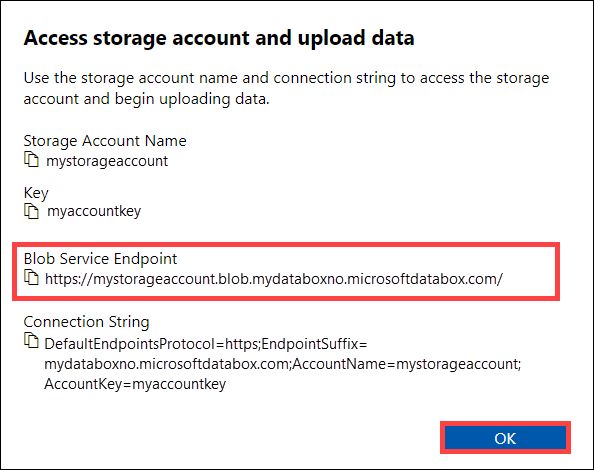 Access storage account and upload data
Use the storage account name and connection string to access the storage
account and begin uploading data.
Storage Account Name
mystorageaccount
Key
myaccountkey
Blob Service Endpoint
https://mystorageaccount.blob.mydataboxno.microsoftdatabox.com/
Connection String
DefaultEndpointsProtocol=https;EndpointSuffix=
mydataboxno.microsoftdatabox.com;AccountName=mystorageaccount;
AccountKey=myaccountkey
OK